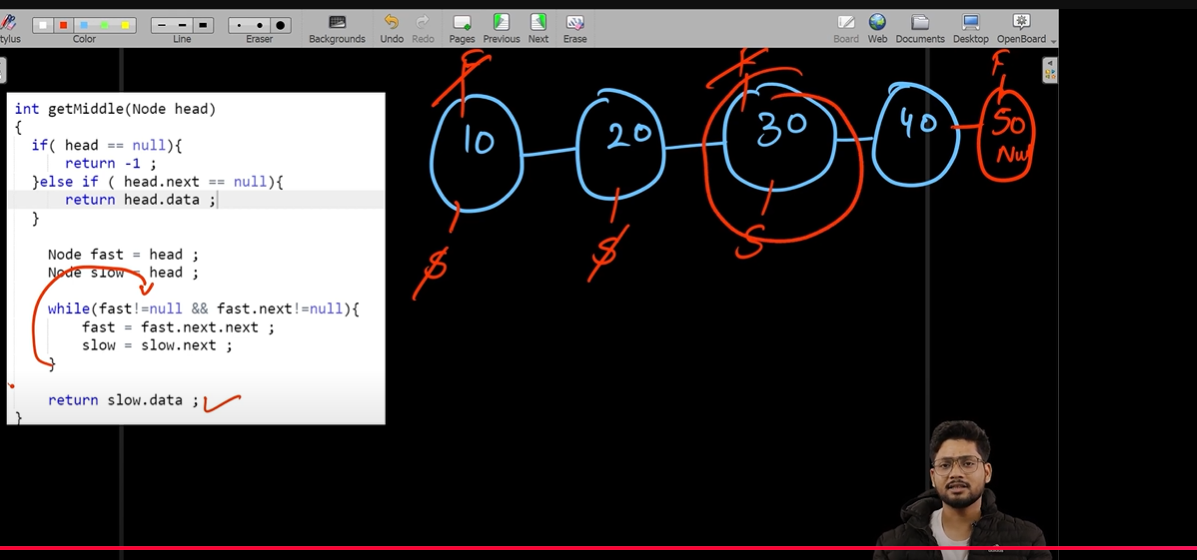 tylus
Color
Line
Eraser
Backgrounds
Undo
Redo
Pages
Previous
Next
Erase
Board
Web
Documents
Desktop
OpenBoard
int getMiddle(Node head)
{
if( head == null){
return -1 ;
}else if ( head.next == null){
return head.data ;
}
Node fast = head ;
Node slow = head ;
while(fast!=null && fast.next!=null){
fast = fast.next.next ;
slow = slow.next ;
}
return slow.data ;
}
F
F
F
10
20
30
40
50
Nul
S
S
S